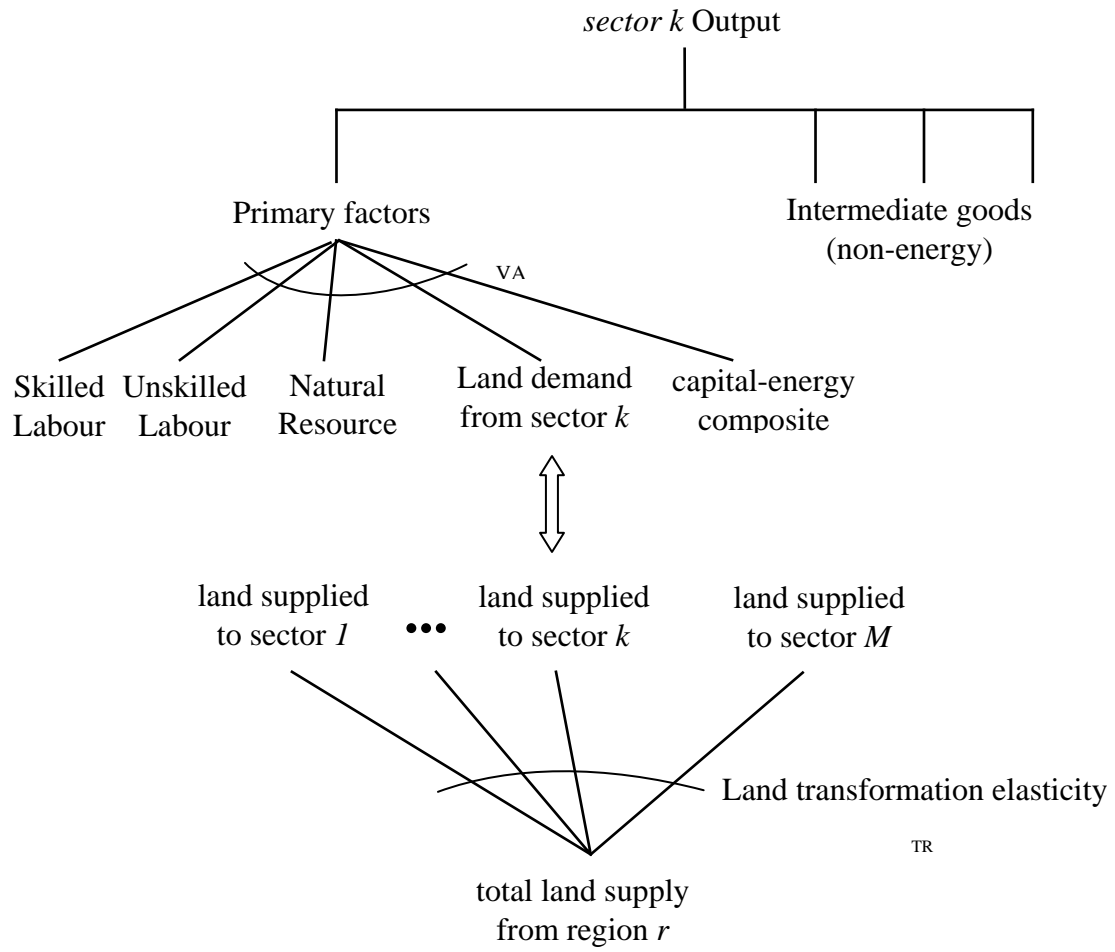 sector k Output
Primary factors
Intermediate goods
(non-energy)
VA
Skilled
Labour
Unskilled
Labour
Natural
Resource
Land demand
from sector k
capital-energy
composite
land supplied
to sector 1
•••
land supplied
to sector k
land supplied
to sector M
Land transformation elasticity
TR
total land supply
from region r